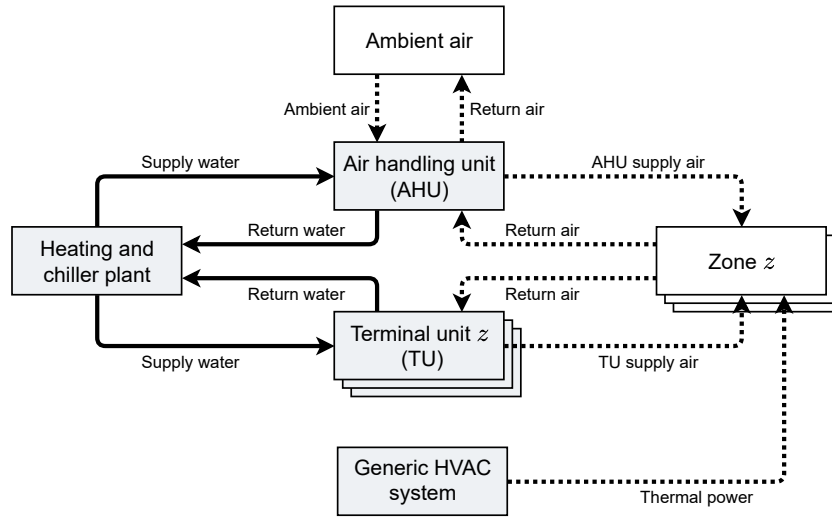 Ambient air
Ambient air
Return air
Supply water
Air handling unit
(AHU)
AHU supply air
Return water
Return air
Heating and
chiller plant
Zone z
Return water
Return air
Terminal unit z
(TU)
Supply water
TU supply air
Generic HVAC
system
Thermal power